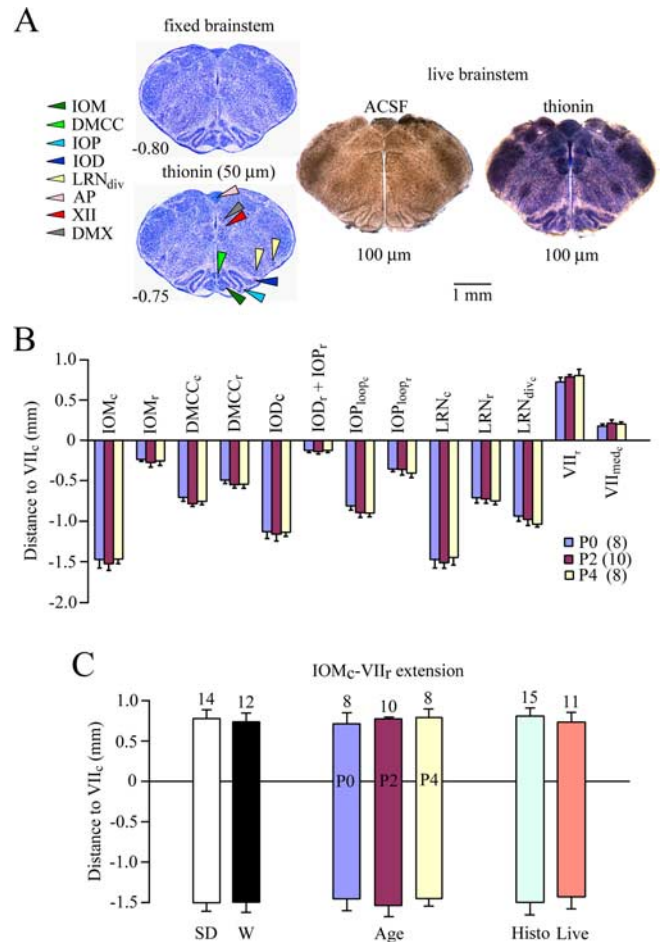 A
fixed brainstem
live brainstem
IOM
DMCC
IOP
IOD
LRNdiv
AP
XII
DMX
-0.80
thionin (50 μm)
-0.75
ACSF
thionin
100 μm
100 μm
1 mm
B
Distance to VIIc (mm)
1.0
0.5
0
-0.5
-1.0
-1.5
-2.0
IOMc
IOMr
DMCCc
DMCCr
IODc
IODr + IOPr
IOPloopc
IOPloopr
LRNc
LRNr
LRNdivc
VIIr
VIImedc
P0 (8)
P2 (10)
P4 (8)
C
IOMc-VIIr extension
Distance to VIIc (mm)
1.0
0.5
0
-0.5
-1.0
-1.5
14 12 8 10 8 15 11
P0 P2 P4
SD W Age Histo Live